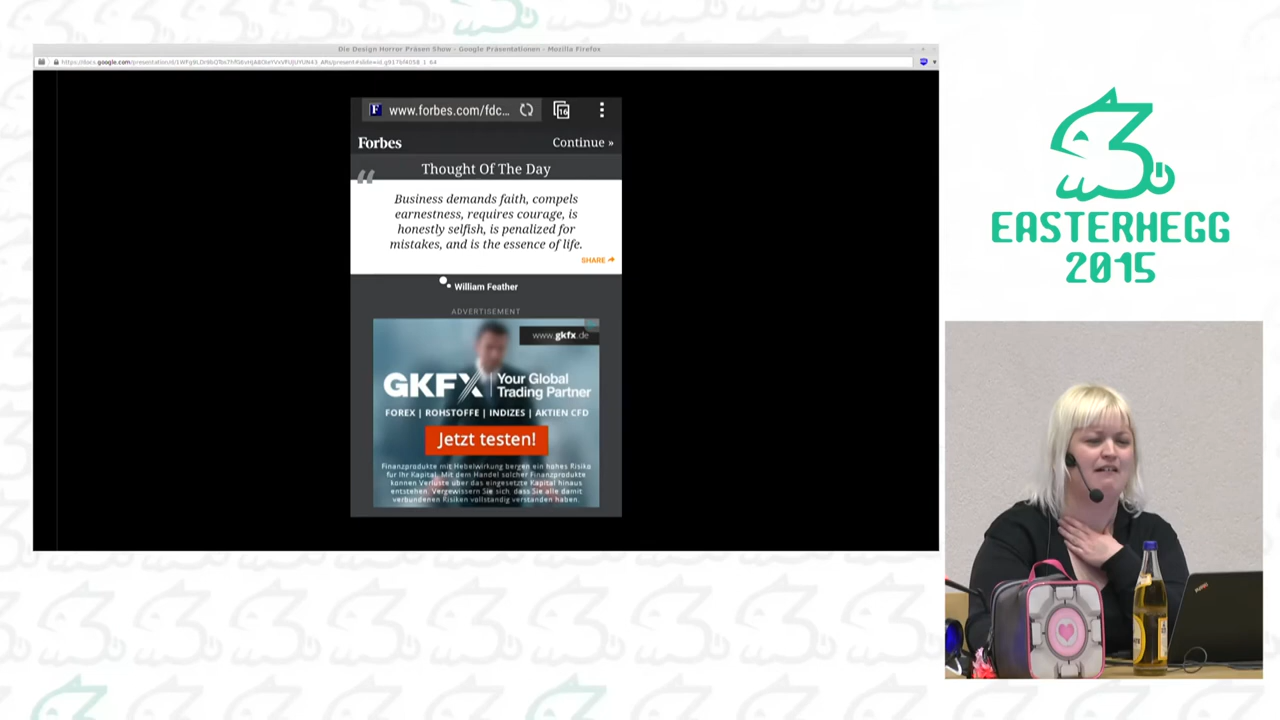 Die Design Horror Präsen Show - Google Präsentationen - Mozilla Firefox
www.forbes.com/fdc...
16
Forbes
Continue »
Thought Of The Day
“
Business demands faith, compels
earnestness, requires courage, is
honestly selfish, is penalized for
mistakes, and is the essence of life.
SHARE
William Feather
ADVERTISEMENT
www.gkfx.de
GKFX
Your Global
Trading Partner
FOREX | ROHSTOFFE | INDIZES | AKTIEN CFD
Jetzt testen!
Finanzprodukte mit Hebelwirkung bergen ein hohes Risiko
für Ihr Kapital. Mit dem Handel solcher Finanzprodukte
können Verluste über das eingesetzte Kapital hinaus
entstehen. Vergewissern Sie sich, dass Sie alle damit
verbundenen Risiken vollständig verstanden haben.
EASTERHEGG
2015